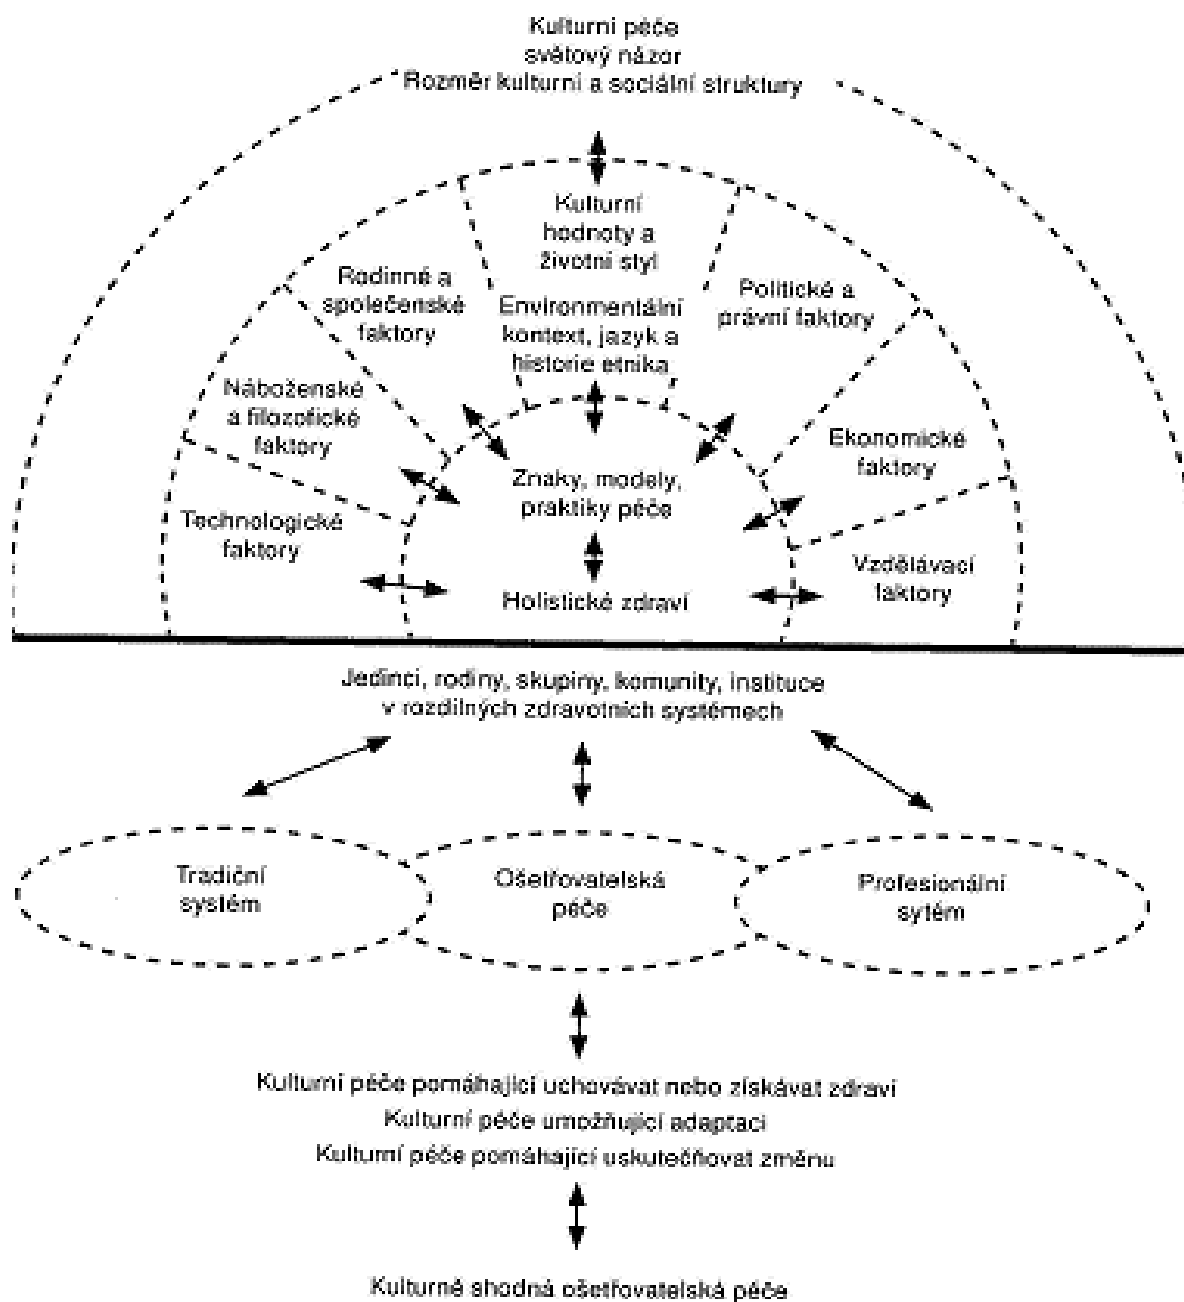 Kulturní péče
světový názor
Rozměr kulturní a sociální struktury
Kulturní
hodnoty a
životní styl
Rodinné a
společenské
faktory
Environmentální
kontext, jazyk a
historie etnika
Politické a
právní faktory
Náboženské
a filozofické
faktory
Ekonomické
faktory
Znaky, modely,
praktiky péče
Technologické
faktory
Vzdělávací
faktory
Holistické zdraví
Jedinci, rodiny, skupiny, komunity, instituce
v rozdílných zdravotních systémech
Tradiční
systém
Ošetřovatelská
péče
Profesionální
sytém
Kulturní péče pomáhající uchovávat nebo získávat zdraví
Kulturní péče umožňující adaptaci
Kulturní péče pomáhající uskutečňovat změnu
Kulturně shodná ošetřovatelská péče